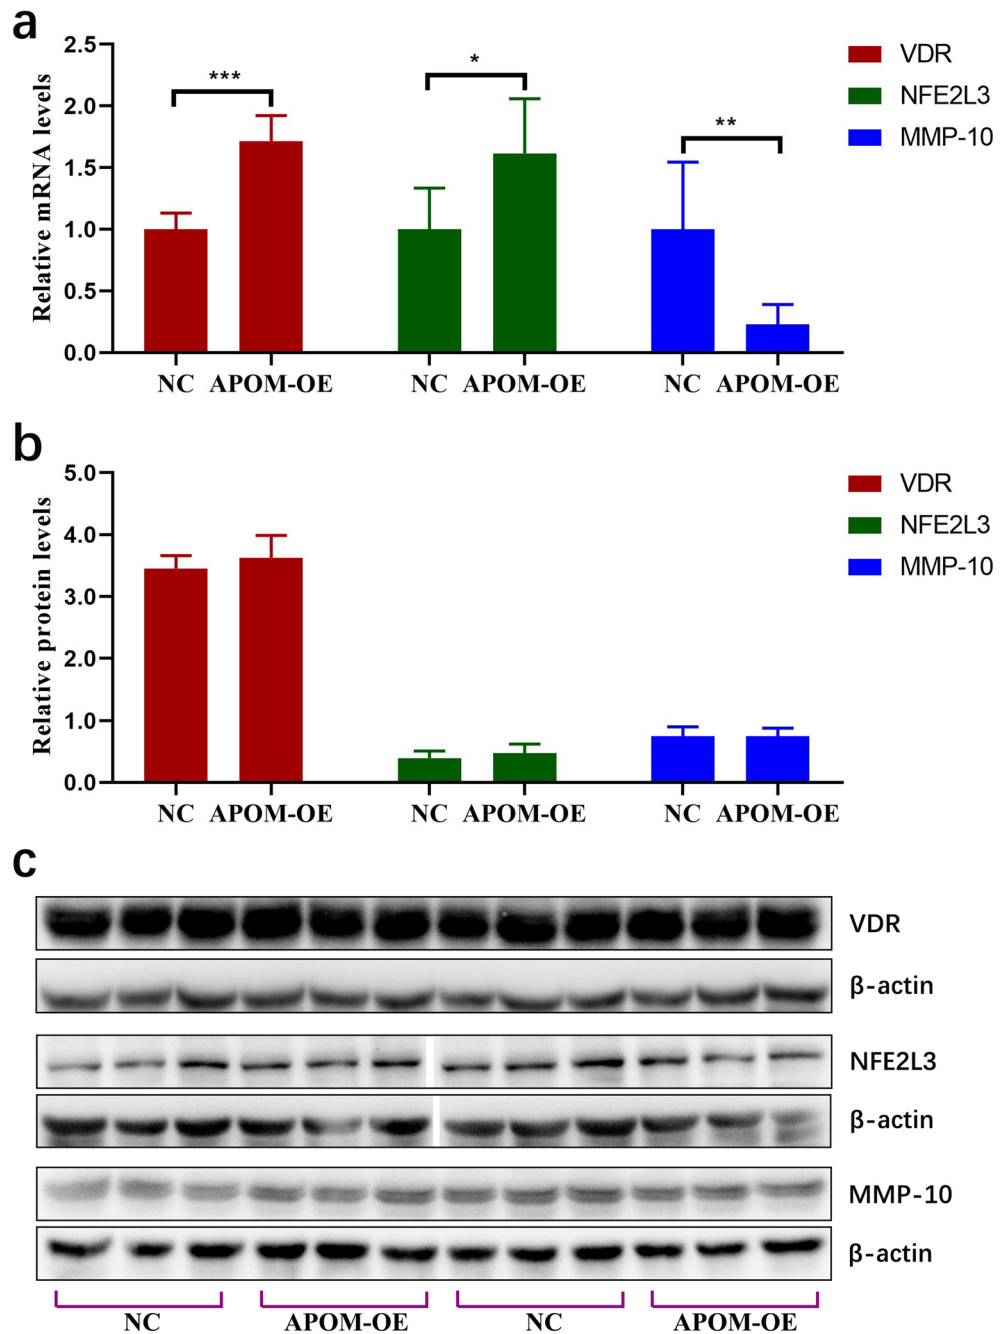 a
Relative mRNA levels
2.5
2.0
1.5
1.0
0.5
0.0
***
*
**
VDR
NFE2L3
MMP-10
NC APOM-OE NC APOM-OE NC APOM-OE
b
Relative protein levels
5.0
4.0
3.0
2.0
1.0
0.0
VDR
NFE2L3
MMP-10
NC APOM-OE NC APOM-OE NC APOM-OE
c
VDR
β-actin
NFE2L3
β-actin
MMP-10
β-actin
NC APOM-OE NC APOM-OE